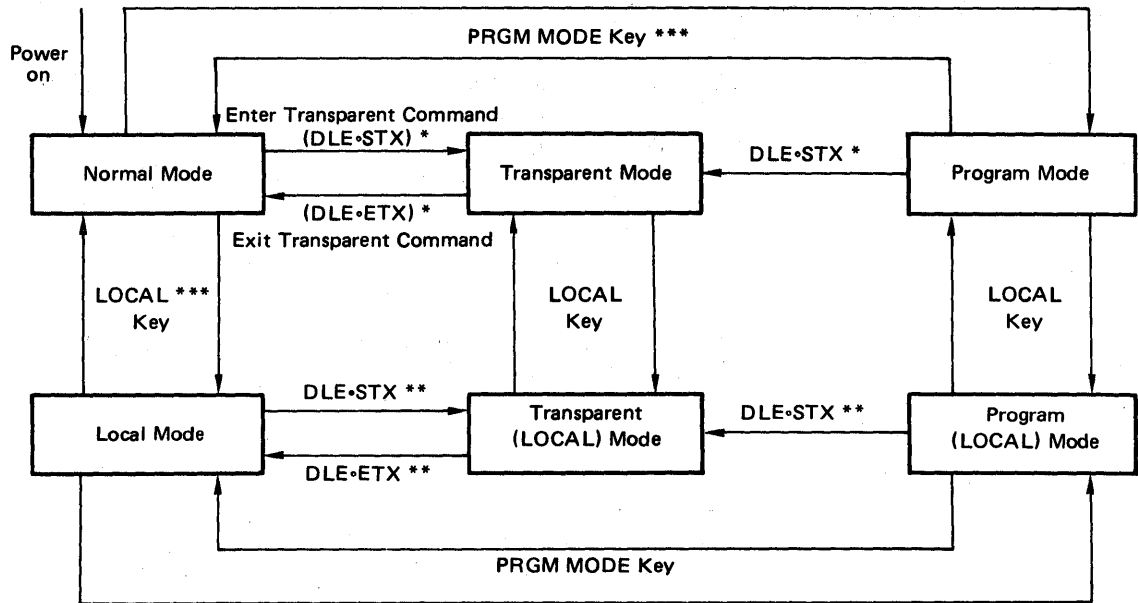 PRGM MODE Key ***
Power
on
Enter Transparent Command
(DLE•STX) *
Normal Mode
Transparent Mode
DLE•STX *
Program Mode
(DLE•ETX) *
Exit Transparent Command
LOCAL ***
Key
LOCAL
Key
LOCAL
Key
DLE•STX **
Local Mode
Transparent
(LOCAL) Mode
DLE•STX **
Program
(LOCAL) Mode
DLE•ETX **
PRGM MODE Key